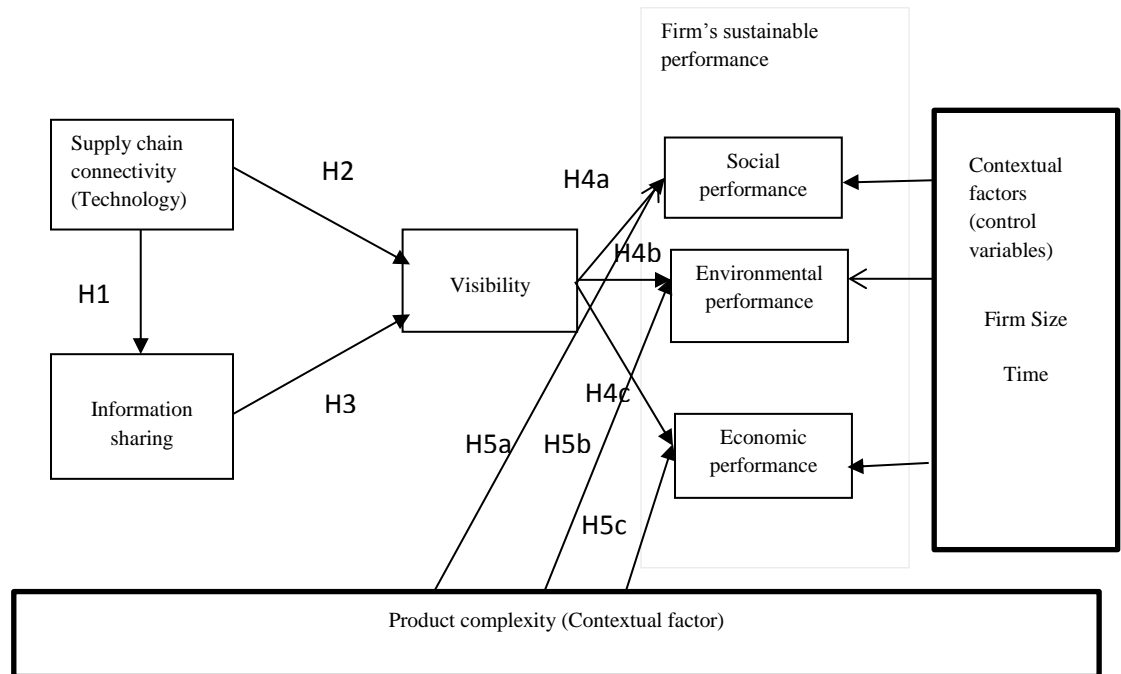 Firm's sustainable
performance
Supply chain
connectivity
(Technology)
H2
H4a
Social
performance
Contextual
factors
(control
variables)
Firm Size
Time
H1
Visibility
H4b
Environmental
performance
Information
sharing
H3
H4c
H5a
H5b
Economic
performance
H5c
Product complexity (Contextual factor)